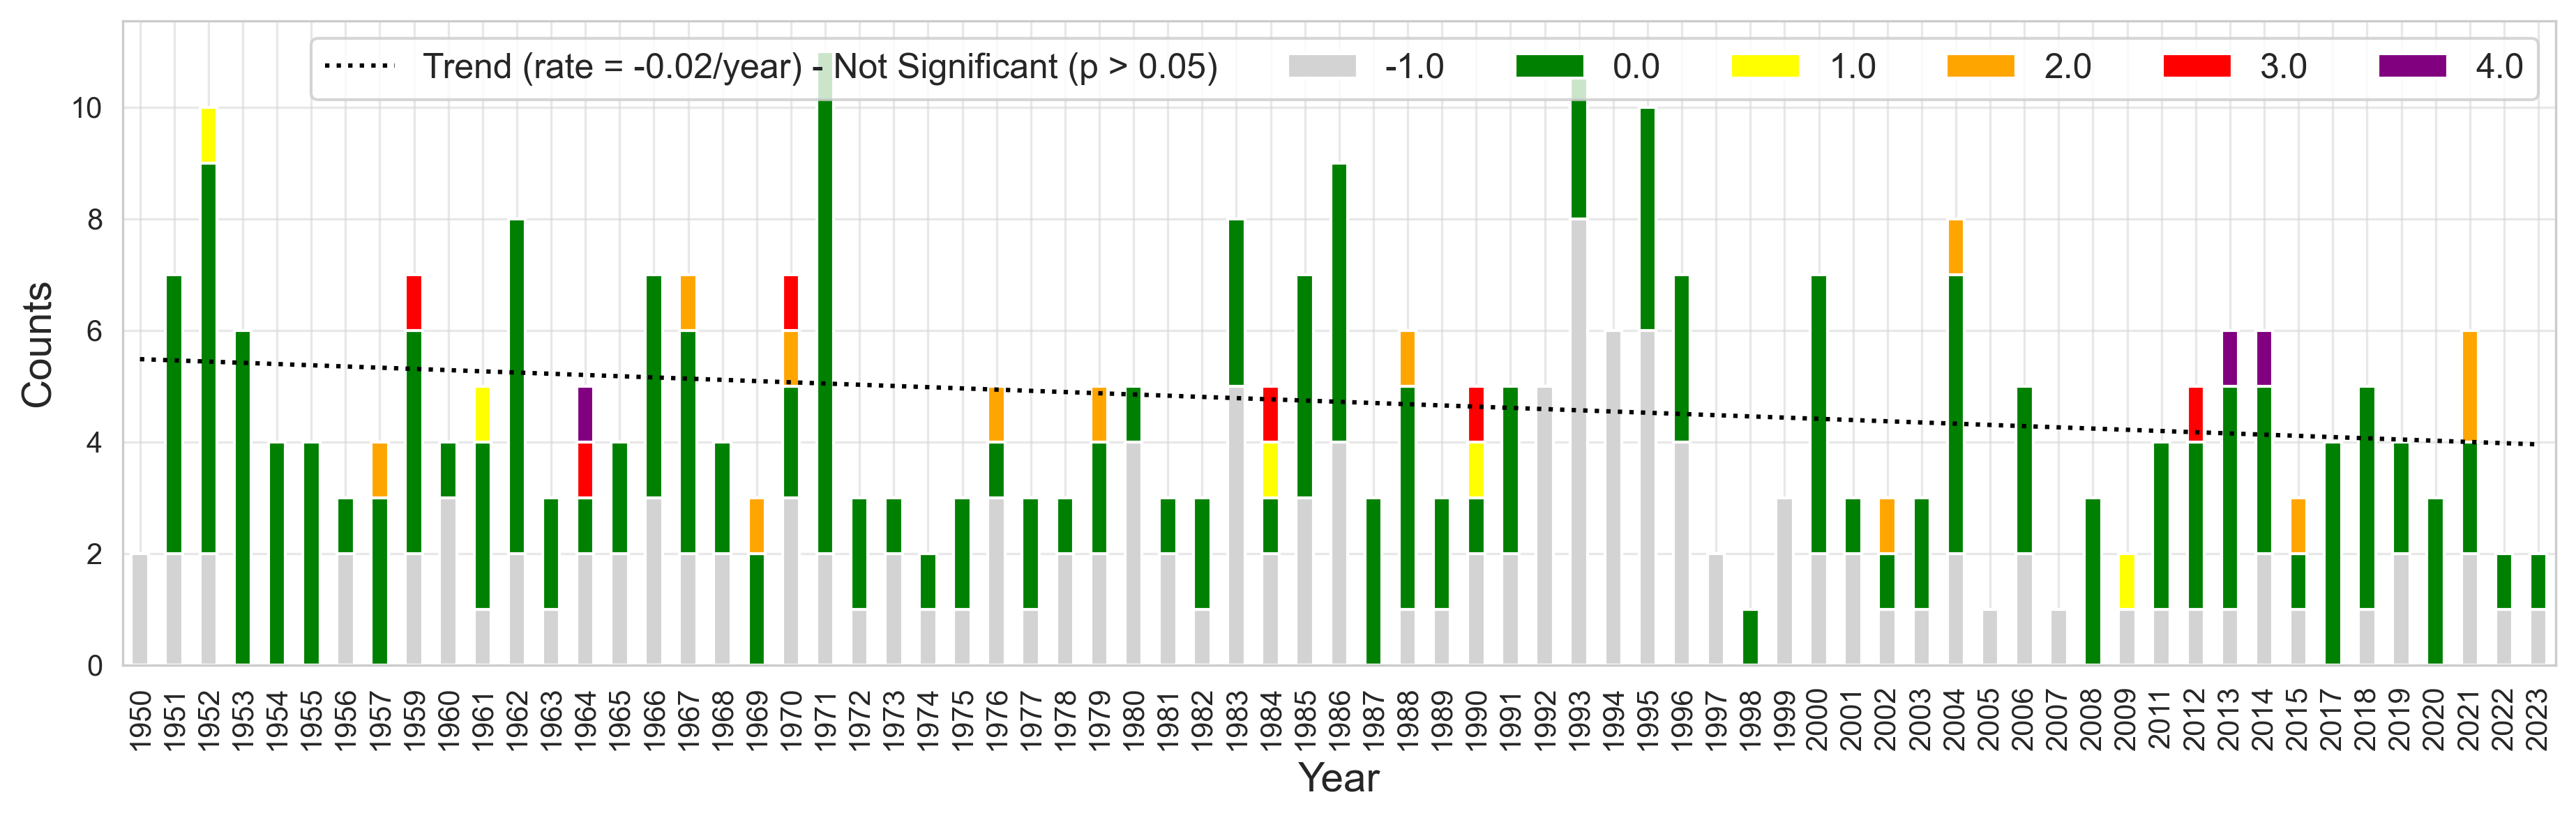 Trend (rate = -0.02/year) - Not Significant (p > 0.05) -1.0 0.0 1.0 2.0 3.0 4.0
Counts
10
8
6
4
2
0
1950 1951 1952 1953 1954 1955 1956 1957 1959 1960 1961 1962 1963 1964 1965 1966 1967 1968 1969 1970 1971 1972 1973 1974 1975 1976 1977 1978 1979 1980 1981 1982 1983 1984 1985 1986 1987 1988 1989 1990 1991 1992 1993 1994 1995 1996 1997 1998 1999 2000 2001 2002 2003 2004 2005 2006 2007 2008 2009 2011 2012 2013 2014 2015 2017 2018 2019 2020 2021 2022 2023
Year